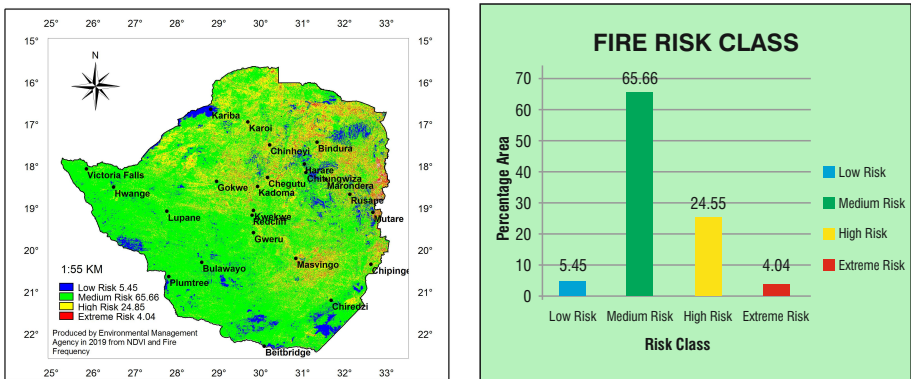 25° 26° 27° 28° 29° 30° 31° 32° 33°
15° 15°
N
16° 16°
Kariba
Karoi
17° 17°
Chinheyi
Bindura
18° 18°
Victoria Falls
Harare
Chitungwiza
Hwange
Gokwe
Chegutu
Marondera
Kadoma
Rusape
19° 19°
Lupane
Kwekwe
Redcliff
Mutare
Gweru
20° 20°
1:55 KM
Bulawayo
Masvingo
Chipinge
Plumtree
21° 21°
Low Risk 5.45
Medium Risk 65.66
High Risk 24.85
Extreme Risk 4.04
Chiredzi
22° 22°
Produced by Environmental Management
Agency in 2019 from NDVI and Fire
Frequency
Beitbridge
25° 26° 27° 28° 29° 30° 31° 32° 33°
FIRE RISK CLASS
Percentage Area
70
60
50
40
30
20
10
0
5.45
65.66
24.55
4.04
Low Risk Medium Risk High Risk Extreme Risk
Risk Class
Low Risk
Medium Risk
High Risk
Extreme Risk